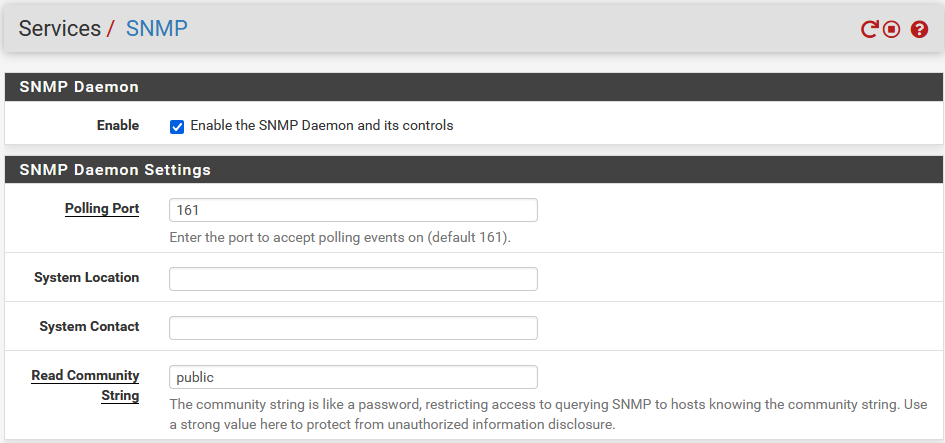 Services / SNMP
SNMP Daemon
Enable Enable the SNMP Daemon and its controls
SNMP Daemon Settings
Polling Port 161
Enter the port to accept polling events on (default 161).
System Location
System Contact
Read Community String public
The community string is like a password, restricting access to querying SNMP to hosts knowing the community string. Use
a strong value here to protect from unauthorized information disclosure.